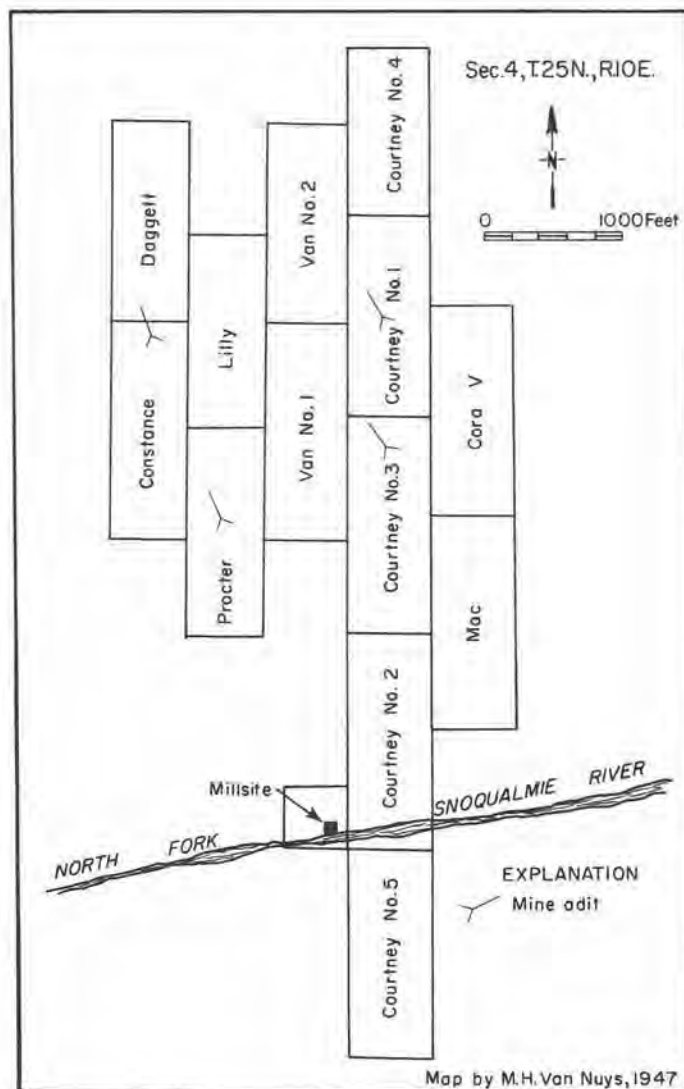 Sec.4, T.25N., R.10E.
N
0 1000 Feet
Courtney No. 4
Daggett
Van No. 2
Lilly
Courtney No. 1
Cora V
Constance
Van No. 1
Courtney No. 3
Procter
Mac
Courtney No. 2
Millsite
NORTH FORK SNOQUALMIE RIVER
Courtney No. 5
EXPLANATION
Mine adit
Map by M.H. Van Nuys, 1947